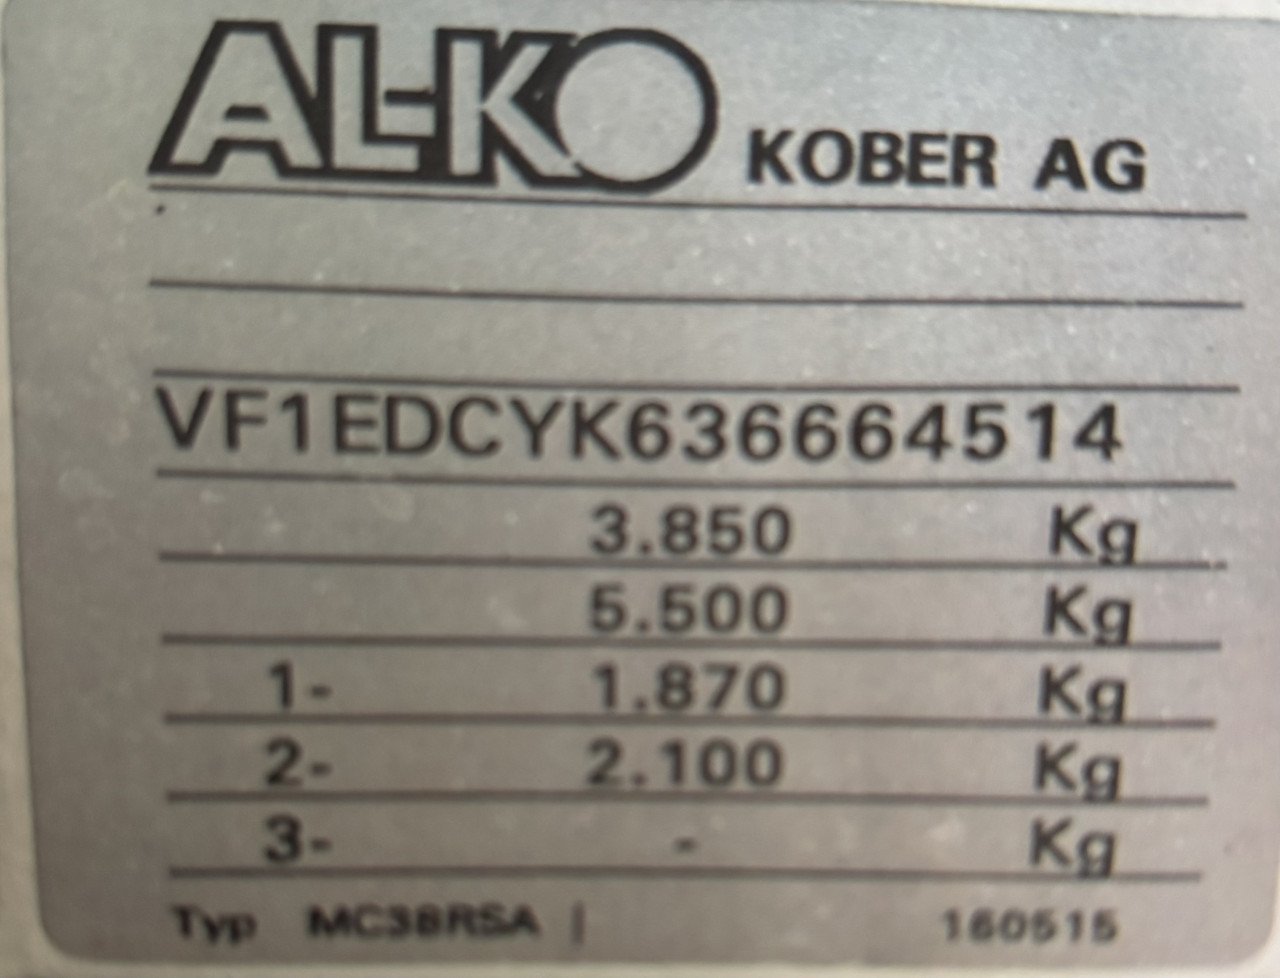 AL-KO KOBER AG
VF1EDCYK636664514
3.850 Kg
5.500 Kg
1- 1.870 Kg
2- 2.100 Kg
3- - Kg
Typ MC38RSA | 160515